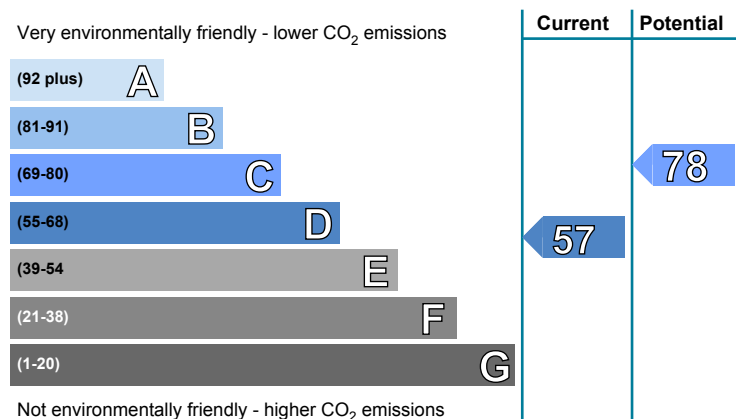 Current Potential
Very environmentally friendly - lower CO2 emissions
(92 plus) A
(81-91) B
(69-80) C
78
(55-68) D
57
(39-54 E
(21-38) F
(1-20) G
Not environmentally friendly - higher CO2 emissions